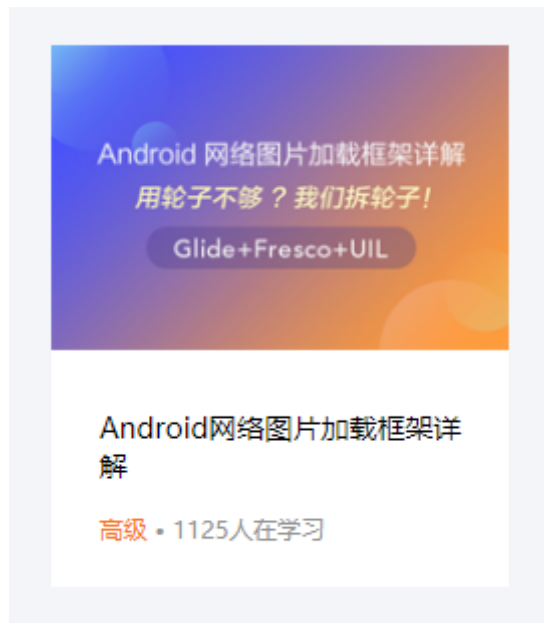 Android 网络图片加载框架详解
用轮子不够？我们拆轮子！
Glide+Fresco+UIL
Android网络图片加载框架详
解
高级 • 1125人在学习